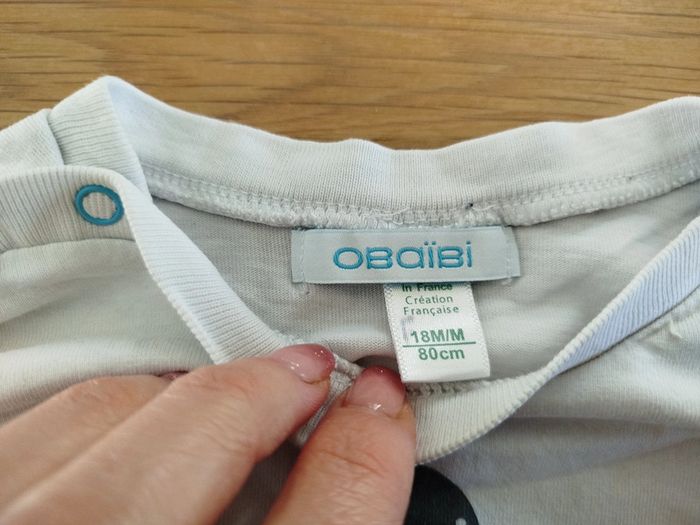 OBAÏBI
In France
Création
Française
18M/M
80cm